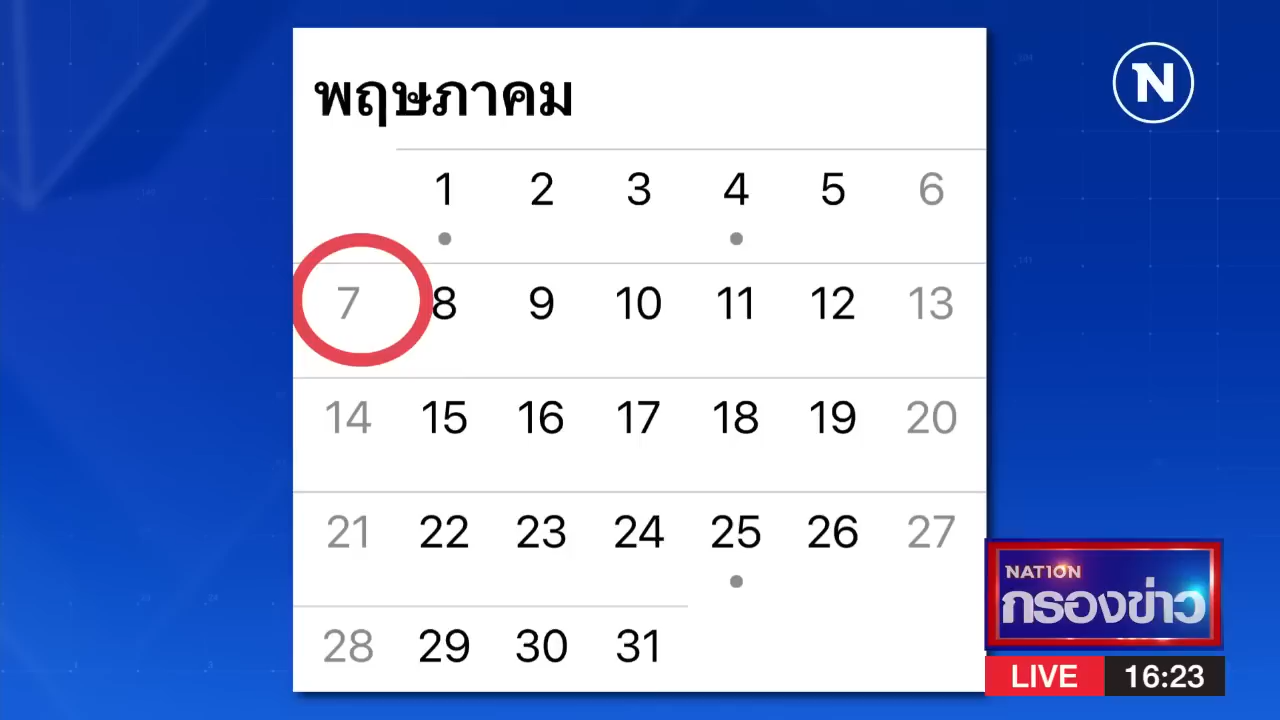 พฤษภาคม
1 2 3 4 5 6
7 8 9 10 11 12 13
14 15 16 17 18 19 20
21 22 23 24 25 26 27
28 29 30 31
N
NATION
กรองข่าว
LIVE 16:23